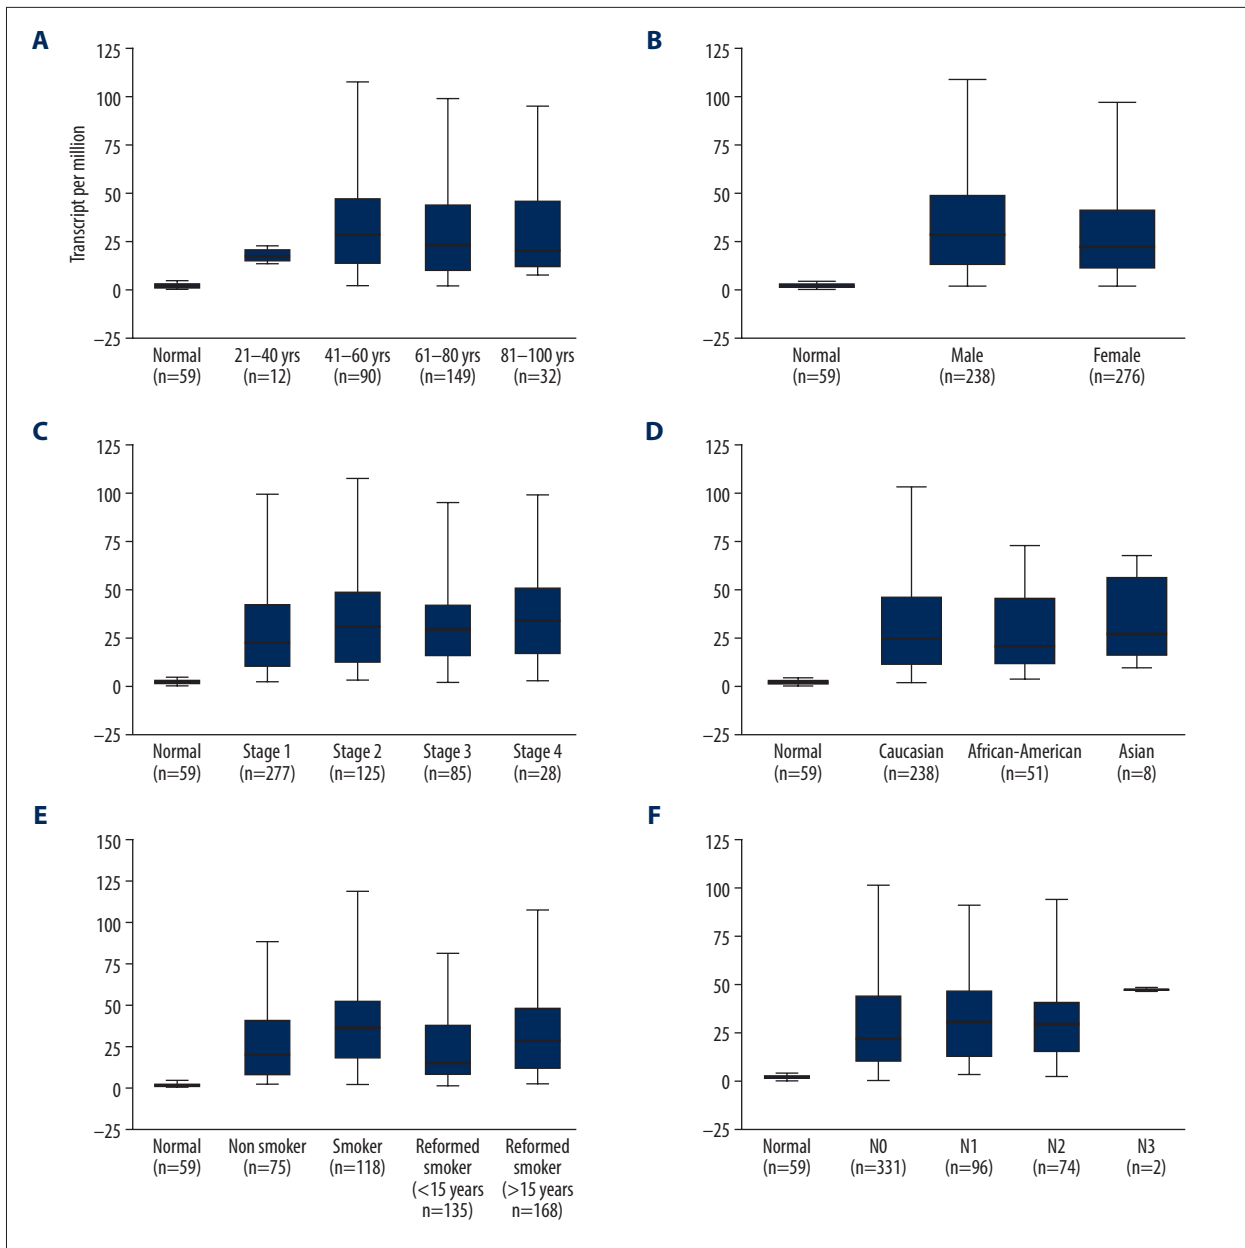 A
125
100
75
50
25
0
−25
Transcript per million
Normal
(n=59)
21–40 yrs
(n=12)
41–60 yrs
(n=90)
61–80 yrs
(n=149)
81–100 yrs
(n=32)
B
125
100
75
50
25
0
−25
Normal
(n=59)
Male
(n=238)
Female
(n=276)
C
125
100
75
50
25
0
−25
Normal
(n=59)
Stage 1
(n=277)
Stage 2
(n=125)
Stage 3
(n=85)
Stage 4
(n=28)
D
125
100
75
50
25
0
−25
Normal
(n=59)
Caucasian
(n=238)
African-American
(n=51)
Asian
(n=8)
E
150
125
100
50
25
0
−25
Normal
(n=59)
Non smoker
(n=75)
Smoker
(n=118)
Reformed
smoker
(<15 years
n=135)
Reformed
smoker
(>15 years
n=168)
F
125
100
75
50
25
0
−25
Normal
(n=59)
N0
(n=331)
N1
(n=96)
N2
(n=74)
N3
(n=2)